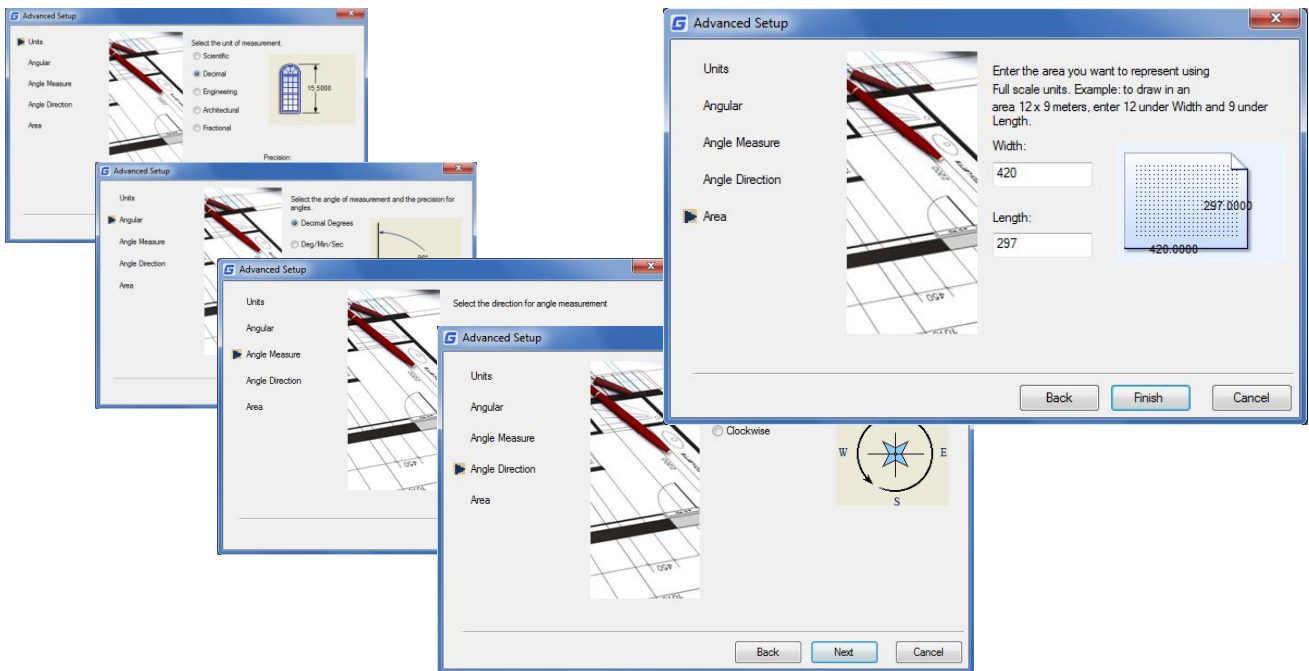 Advanced Setup
Units
Angular
Angle Measure
Angle Direction
Area
Select the unit of measurement.
Scientific
Decimal
Engineering
Architectural
Fractional
15.5000
Precision:
Advanced Setup
Units
Angular
Angle Measure
Angle Direction
Area
Select the angle of measurement and the precision for
angles.
Decimal Degrees
Deg/Min/Sec
Advanced Setup
Units
Angular
Angle Measure
Angle Direction
Area
Select the direction for angle measurement
450
Advanced Setup
Units
Angular
Angle Measure
Angle Direction
Area
Clockwise
W
E
S
450
Back
Next
Cancel
Advanced Setup
Units
Angular
Angle Measure
Angle Direction
Area
Enter the area you want to represent using
Full scale units. Example: to draw in an
area 12 x 9 meters, enter 12 under Width and 9 under
Length.
Width:
420
Length:
297
297.0000
420.0000
450
Back
Finish
Cancel